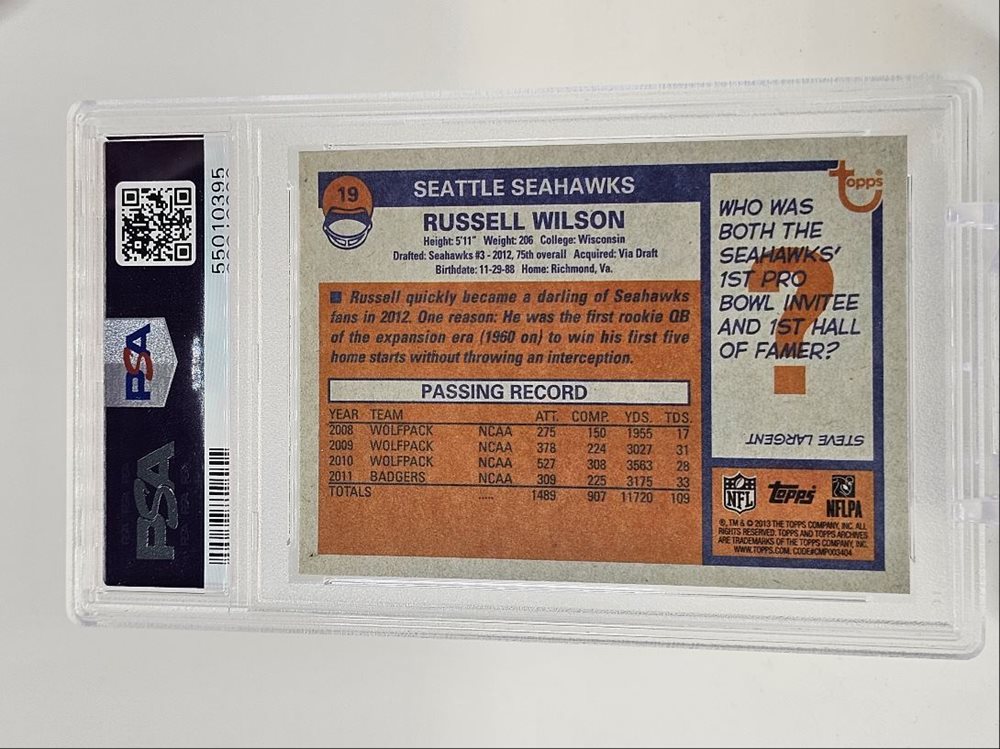 55010395
PSA
PSA
19
SEATTLE SEAHAWKS
RUSSELL WILSON
Height: 5'11" Weight: 206 College: Wisconsin
Drafted: Seahawks #3 - 2012, 75th overall Acquired: Via Draft
Birthdate: 11-29-88 Home: Richmond, Va.
Russell quickly became a darling of Seahawks
fans in 2012. One reason: He was the first rookie QB
of the expansion era (1960 on) to win his first five
home starts without throwing an interception.
PASSING RECORD
YEAR TEAM ATT. COMP. YDS. TDS.
2008 WOLFPACK NCAA 275 150 1955 17
2009 WOLFPACK NCAA 378 224 3027 31
2010 WOLFPACK NCAA 527 308 3563 28
2011 BADGERS NCAA 309 225 3175 33
TOTALS ..... 1489 907 11720 109
topps
?
WHO WAS
BOTH THE
SEAHAWKS'
1ST PRO
BOWL INVITEE
AND 1ST HALL
OF FAMER?
STEVE LARGENT
NFL
Topps
NFLPA
®, TM & © 2013 THE TOPPS COMPANY, INC. ALL
RIGHTS RESERVED. TOPPS AND TOPPS ARCHIVES
ARE TRADEMARKS OF THE TOPPS COMPANY, INC.
WWW.TOPPS.COM. CODE#CMP003404